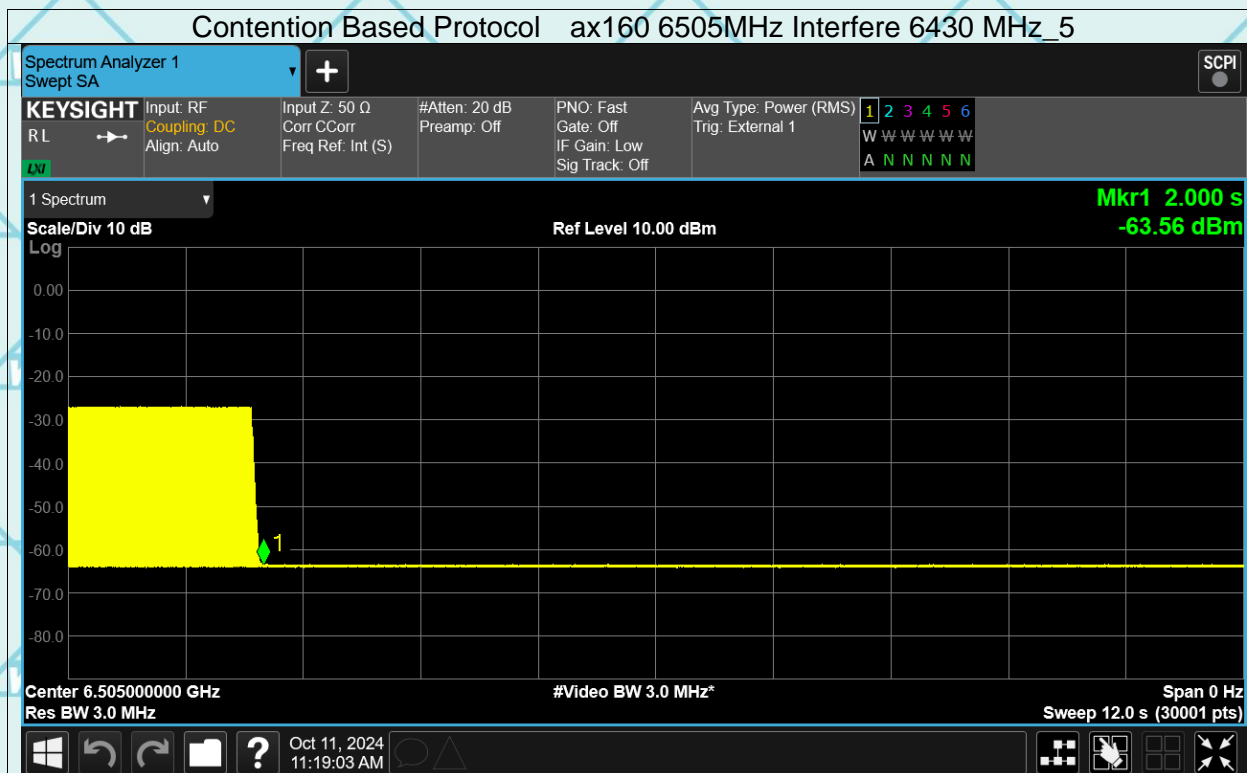 Contention Based Protocol ax160 6505MHz Interfere 6430 MHz_5
Spectrum Analyzer 1
Swept SA
+
SCPI
KEYSIGHT
RL
LXI
Input: RF
Coupling: DC
Align: Auto
Input Z: 50 Ω
Corr CCorr
Freq Ref: Int (S)
#Atten: 20 dB
Preamp: Off
PNO: Fast
Gate: Off
IF Gain: Low
Sig Track: Off
Avg Type: Power (RMS)
Trig: External 1
1 2 3 4 5 6
W W W W W W
A N N N N N
1 Spectrum
Mkr1 2.000 s
-63.56 dBm
Scale/Div 10 dB
Ref Level 10.00 dBm
Log
0.00
-10.0
-20.0
-30.0
-40.0
-50.0
-60.0
-70.0
-80.0
1
Center 6.505000000 GHz
#Video BW 3.0 MHz*
Span 0 Hz
Res BW 3.0 MHz
Sweep 12.0 s (30001 pts)
?
Oct 11, 2024
11:19:03 AM